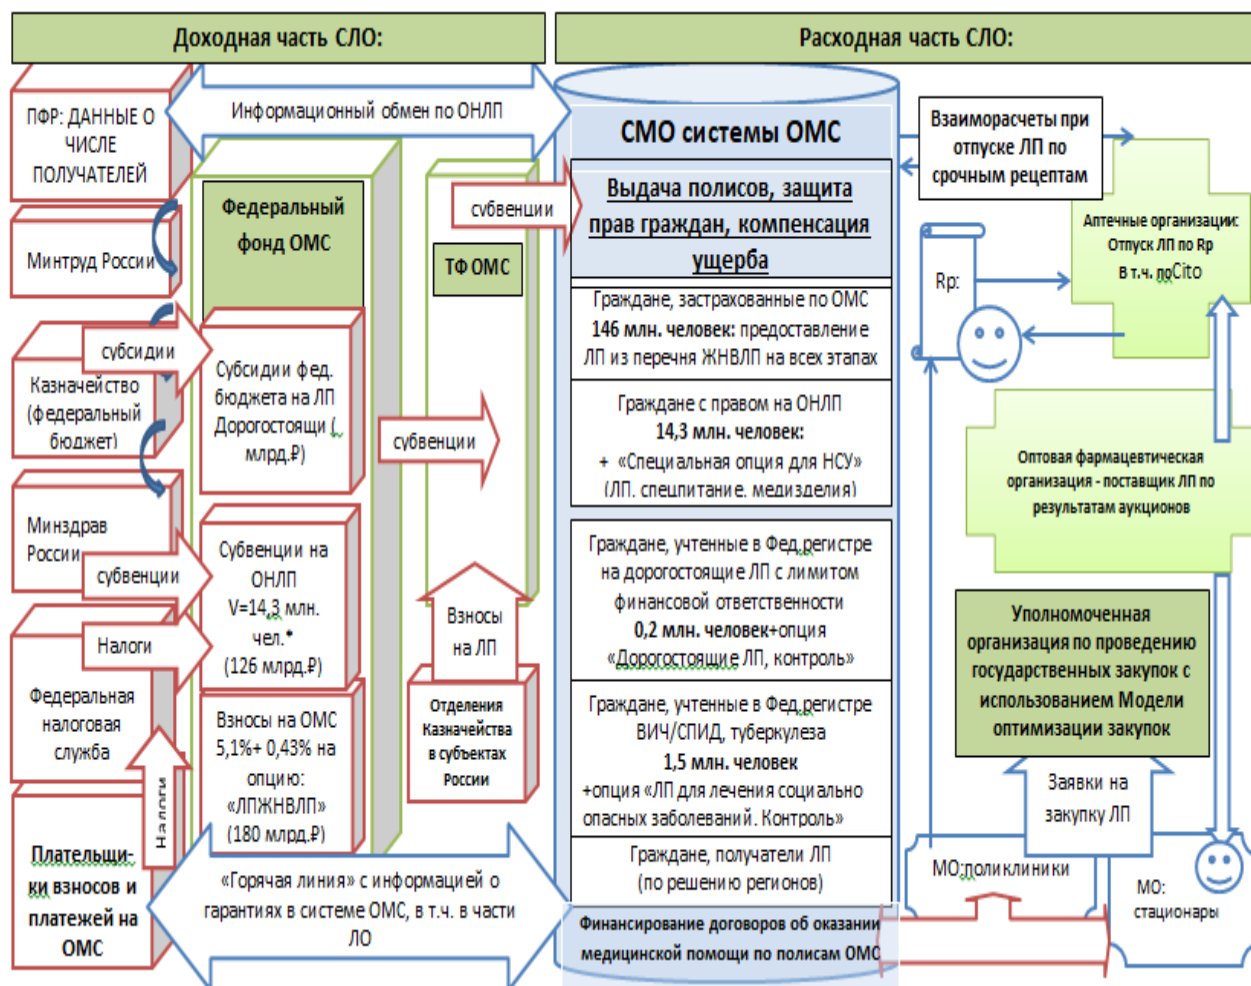 Доходная часть СЛО:
Расходная часть СЛО:
ПФР: ДАННЫЕ О
ЧИСЛЕ
ПОЛУЧАТЕЛЕЙ
Минтруд России
Казначейство
(федеральный
бюджет)
Минздрав
России
Федеральная
налоговая
служба
Плательщи-
ки взносов и
платежей на
ОМС
Информационный обмен по ОНЛП
субсидии
субвенции
Налоги
Налоги
Федеральный
фонд ОМС
Субсидии фед.
бюджета на ЛП
Дорогостоящи (
млрд.₽)
Субвенции на
ОНЛП
V=14,3 млн.
чел.*
(126 млрд.₽)
Взносы на ОМС
5,1%+ 0,43% на
опцию:
«ЛПЖНВЛП»
(180 млрд.₽)
ТФОМС
субвенции
субвенции
Взносы
на ЛП
Отделения
Казначейства
в субъектах
России
«Горячая линия» с информацией о
гарантиях в системе ОМС, в т.ч. в части
ЛО
СМО системы ОМС
Выдача полисов, защита
прав граждан, компенсация
ущерба
Граждане, застрахованные по ОМС
146 млн. человек: предоставление
ЛП из перечня ЖНВЛП на всех этапах
Граждане с правом на ОНЛП
14,3 млн. человек:
+ «Специальная опция для НСУ»
(ЛП, спецпитание, медизделия)
Граждане, учтенные в Фед.регистре
на дорогостоящие ЛП с лимитом
финансовой ответственности
0,2 млн. человек+опция
«Дорогостоящие ЛП, контроль»
Граждане, учтенные в Фед.регистре
ВИЧ/СПИД, туберкулеза
1,5 млн. человек
+опция «ЛП для лечения социально
опасных заболеваний. Контроль»
Граждане, получатели ЛП
(по решению регионов)
Финансирование договоров об оказании
медицинской помощи по полисам ОМС
Взаиморасчеты при
отпуске ЛП по
срочным рецептам
Rp:
Аптечные организации:
Отпуск ЛП по Rp
в т.ч. поCito
Оптовая фармацевтическая
организация - поставщик ЛП по
результатам аукционов
Уполномоченная
организация по проведению
государственных закупок с
использованием Модели
оптимизации закупок
Заявки на
закупку ЛП
МО:поликлиники
МО:
стационары